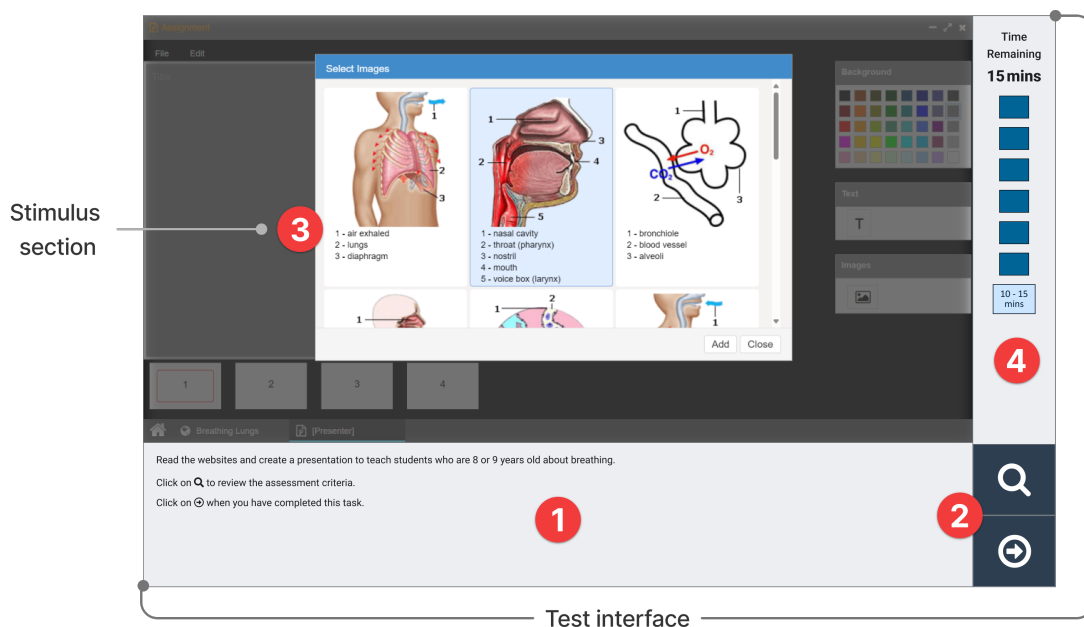 Assignment
File Edit
Title
Select Images
1
2
3
1 - air exhaled
2 - lungs
3 - diaphragm
1
2
3
4
5
1 - nasal cavity
2 - throat (pharynx)
3 - nostril
4 - mouth
5 - voice box (larynx)
1
O2
CO2
2
3
1 - bronchiole
2 - blood vessel
3 - alveoli
1
1
2
1
Add Close
Background
Text
T
Images
Time
Remaining
15 mins
10 - 15
mins
4
Stimulus
section
3
1 2 3 4
Breathing Lungs [Presenter]
Read the websites and create a presentation to teach students who are 8 or 9 years old about breathing.
Click on to review the assessment criteria.
Click on when you have completed this task.
1
2
Test interface